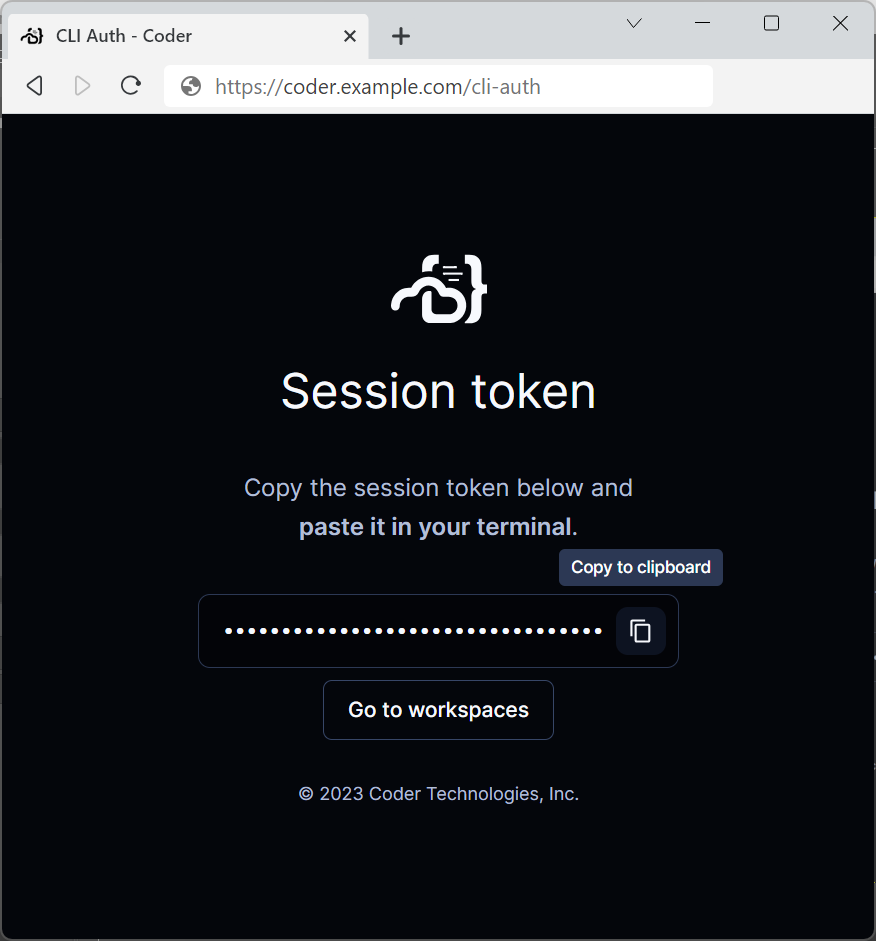 CLI Auth - Coder
https://coder.example.com/cli-auth
Session token
Copy the session token below and
paste it in your terminal.
Copy to clipboard
•••••••••••••••••••••••••••••••••
Go to workspaces
© 2023 Coder Technologies, Inc.